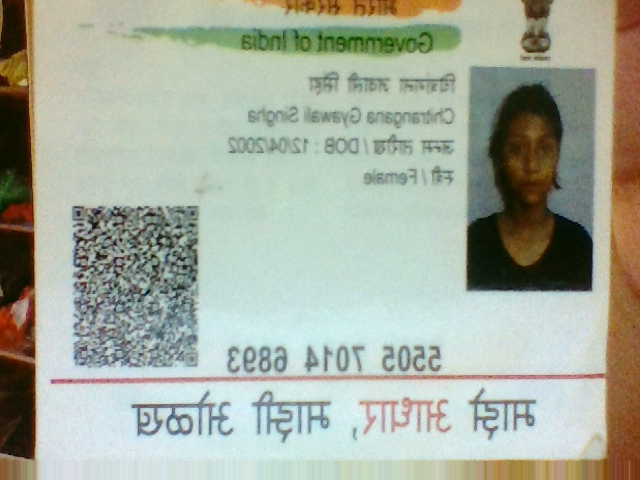 भारत सरकार
Government of India
चित्रांगना ज्ञवाली सिंहा
Chitrangana Gyawali Singha
जन्म तारीख / DOB : 12/04/2002
स्त्री / Female
5505 7014 6893
माझे आधार, माझी ओळख